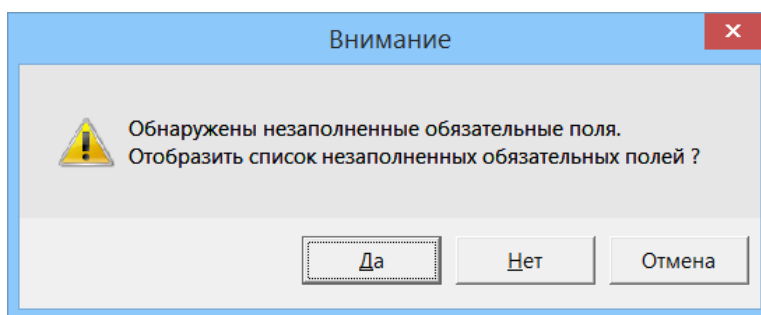 Внимание
Обнаружены незаполненные обязательные поля.
Отобразить список незаполненных обязательных полей ?
Да
Нет
Отмена